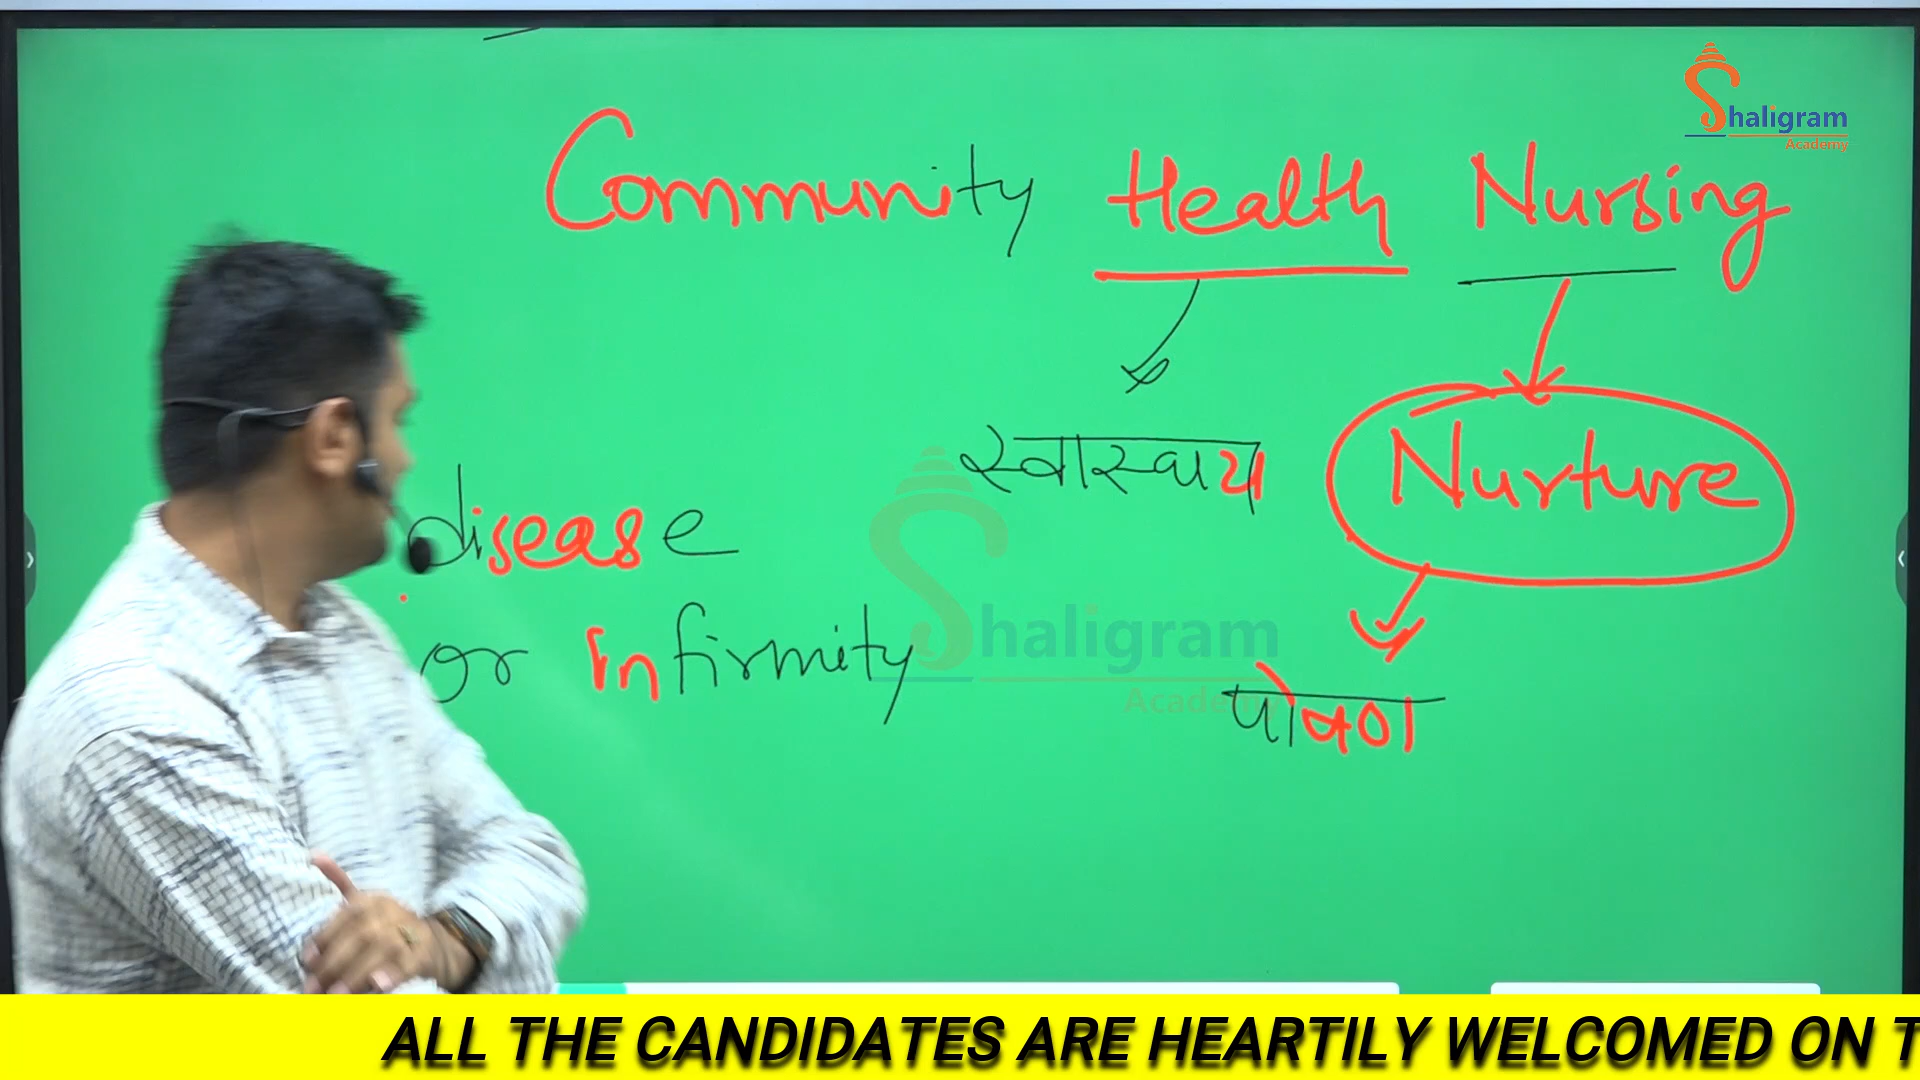 Shaligram
Academy
Community Health Nursing
स्वास्थ्य Nurture
disease
or Infirmity
पोषण
Shaligram
Academy
ALL THE CANDIDATES ARE HEARTILY WELCOMED ON T